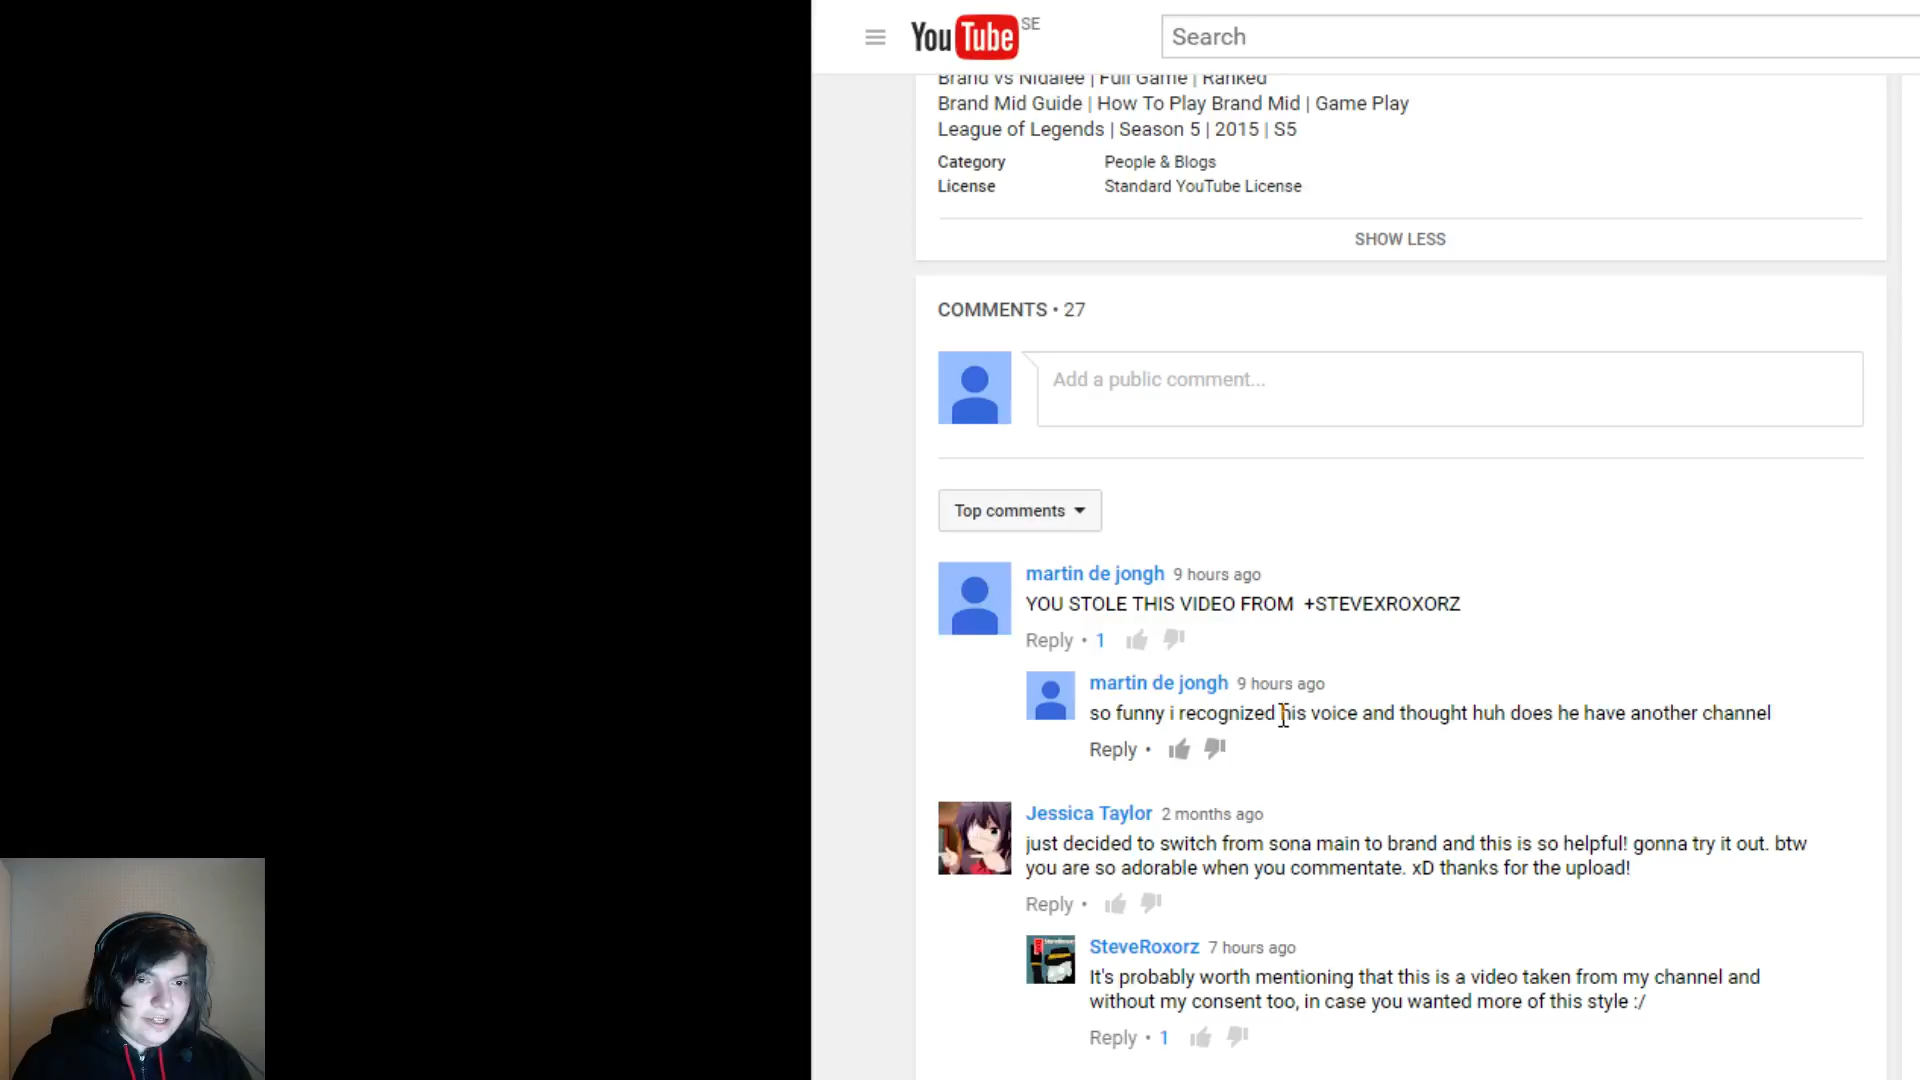 YouTube SE
Search
Brand vs Nidalee | Full Game | Ranked
Brand Mid Guide | How To Play Brand Mid | Game Play
League of Legends | Season 5 | 2015 | S5
Category People & Blogs
License Standard YouTube License
SHOW LESS
COMMENTS • 27
Add a public comment...
Top comments
martin de jongh 9 hours ago
YOU STOLE THIS VIDEO FROM +STEVEXROXORZ
Reply • 1
martin de jongh 9 hours ago
so funny i recognized his voice and thought huh does he have another channel
Reply •
Jessica Taylor 2 months ago
just decided to switch from sona main to brand and this is so helpful! gonna try it out. btw
you are so adorable when you commentate. xD thanks for the upload!
Reply •
SteveRoxorz 7 hours ago
It's probably worth mentioning that this is a video taken from my channel and
without my consent too, in case you wanted more of this style :/
Reply • 1